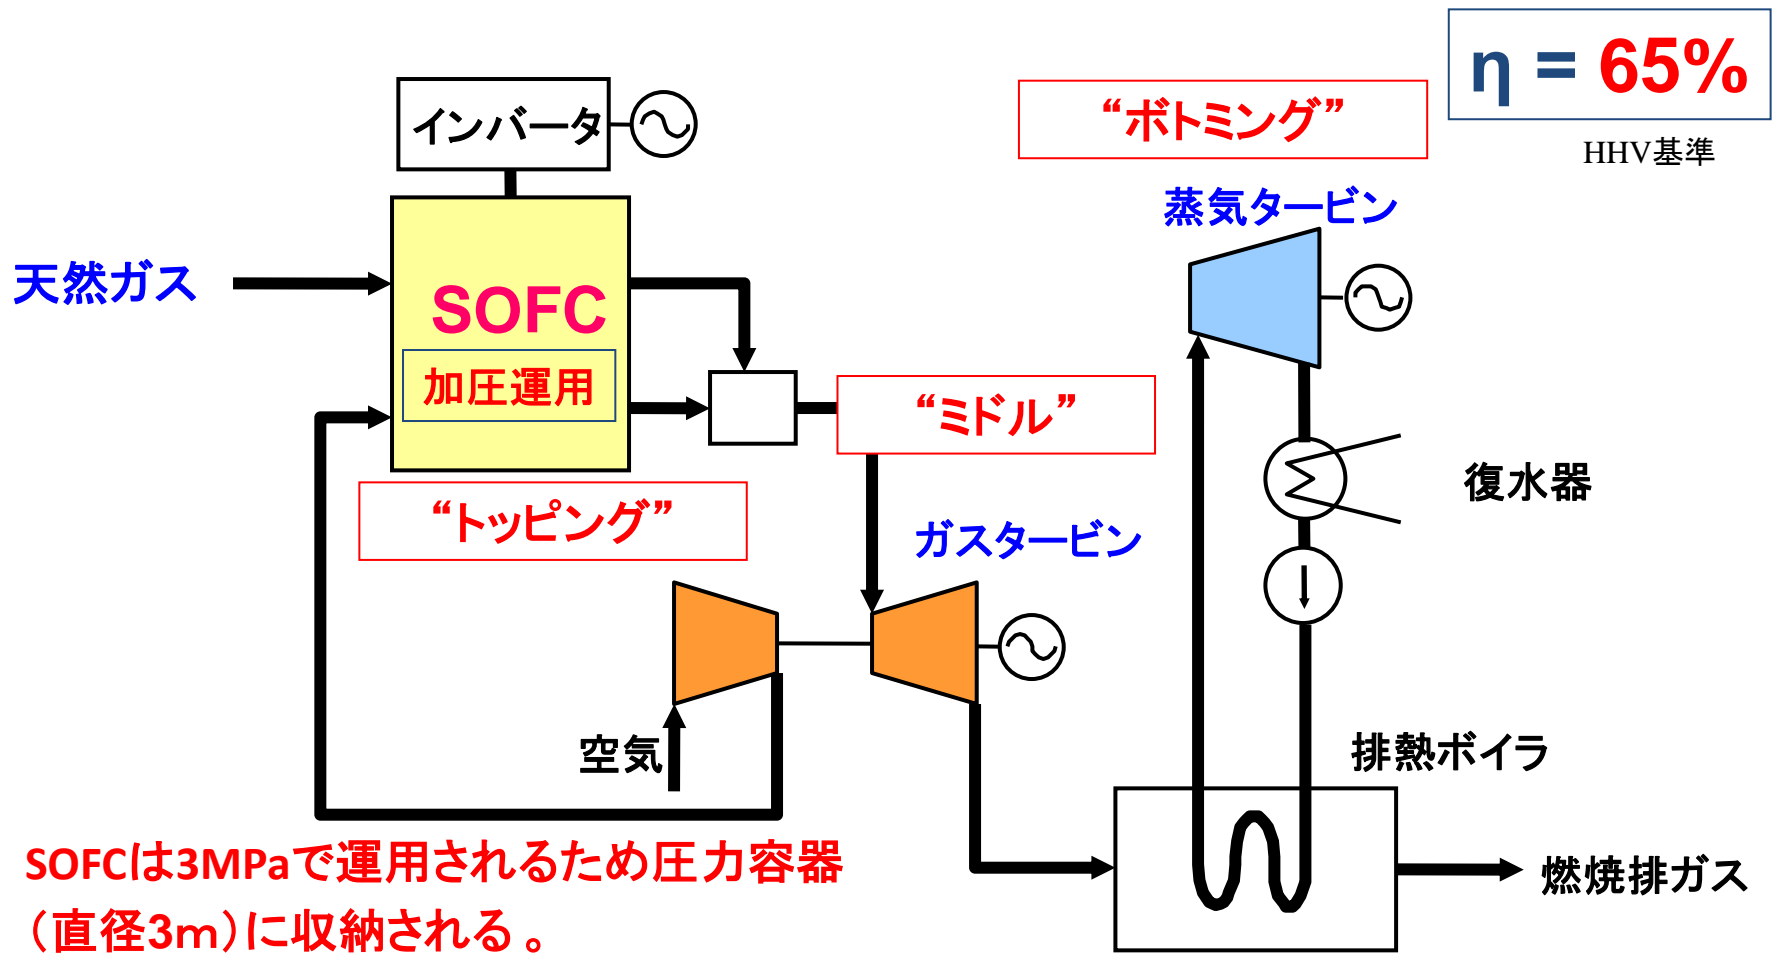 η = 65%
HHV基準
インバータ
“ボトミング”
蒸気タービン
天然ガス
SOFC
加圧運用
“ミドル”
“トッピング”
復水器
ガスタービン
空気
排熱ボイラ
燃焼排ガス
SOFCは3MPaで運用されるため圧力容器
（直径3ｍ）に収納される 。